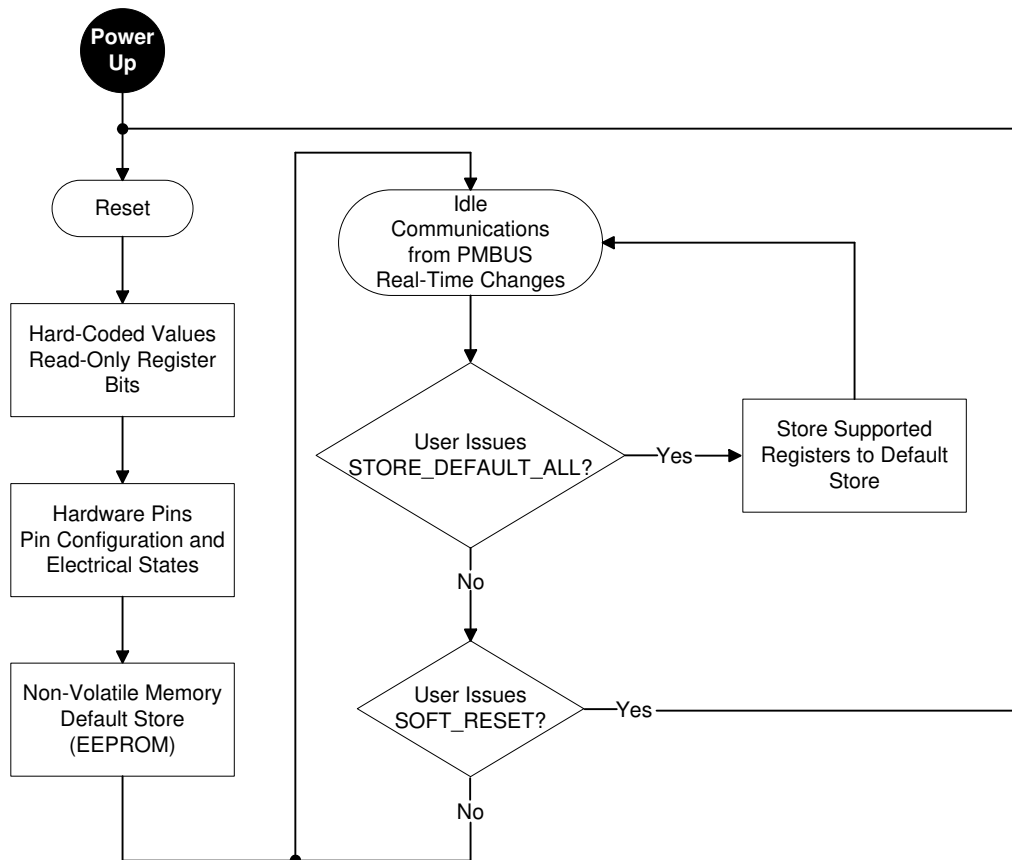 Power
Up
Reset
Hard-Coded Values
Read-Only Register
Bits
Hardware Pins
Pin Configuration and
Electrical States
Non-Volatile Memory
Default Store
(EEPROM)
Idle
Communications
from PMBUS
Real-Time Changes
User Issues
STORE_DEFAULT_ALL?
Yes
Store Supported
Registers to Default
Store
No
User Issues
SOFT_RESET?
Yes
No